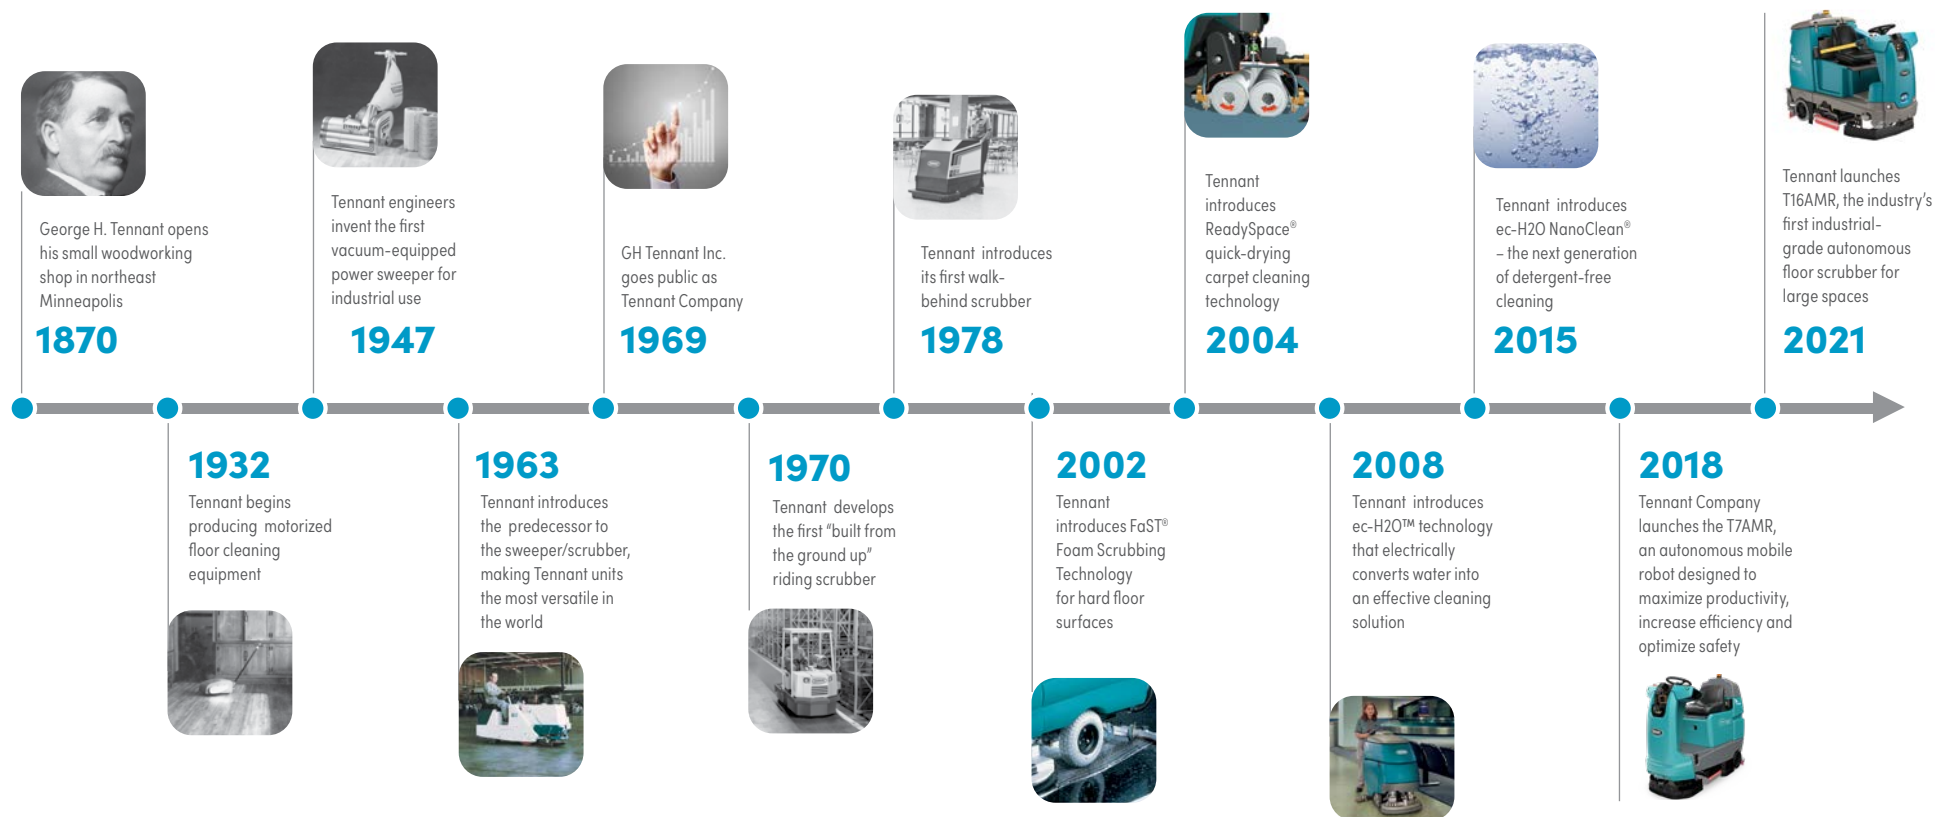 George H. Tennant opens
his small woodworking
shop in northeast
Minneapolis
1870
1932
Tennant begins
producing motorized
floor cleaning
equipment
Tennant engineers
invent the first
vacuum-equipped
power sweeper for
industrial use
1947
1963
Tennant introduces
the predecessor to
the sweeper/scrubber,
making Tennant units
the most versatile in
the world
GH Tennant Inc.
goes public as
Tennant Company
1969
1970
Tennant develops
the first “built from
the ground up”
riding scrubber
Tennant introduces
its first walk-
behind scrubber
1978
2002
Tennant
introduces FaST®
Foam Scrubbing
Technology
for hard floor
surfaces
Tennant
introduces
ReadySpace®
quick-drying
carpet cleaning
technology
2004
2008
Tennant introduces
ec-H2O™ technology
that electrically
converts water into
an effective cleaning
solution
Tennant introduces
ec-H2O NanoClean®
– the next generation
of detergent-free
cleaning
2015
2018
Tennant Company
launches the T7AMR,
an autonomous mobile
robot designed to
maximize productivity,
increase efficiency and
optimize safety
Tennant launches
T16AMR, the industry’s
first industrial-
grade autonomous
floor scrubber for
large spaces
2021